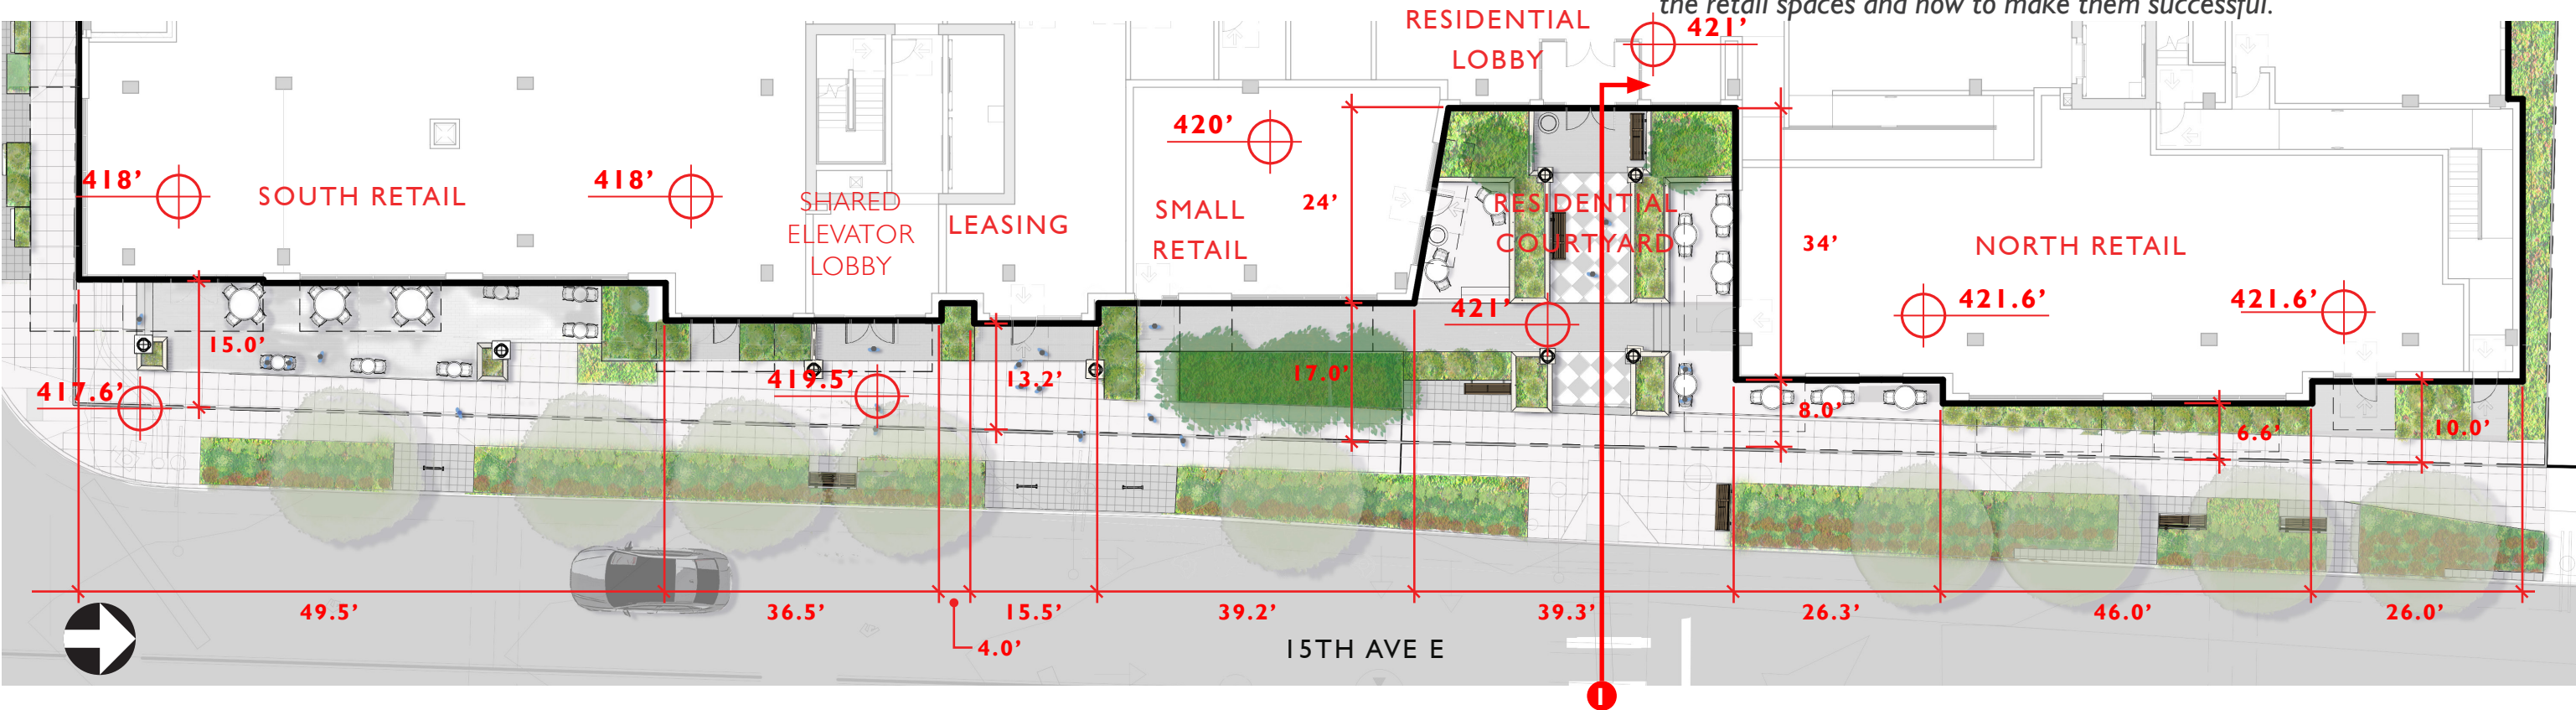 the retail spaces and how to make them successful.
RESIDENTIAL
LOBBY
421’
418’
SOUTH RETAIL
418’
SHARED
ELEVATOR
LOBBY
LEASING
420’
SMALL
RETAIL
24’
RESIDENTIAL
COURTYARD
421’
34’
NORTH RETAIL
421.6’
421.6’
15.0’
417.6’
419.5’
13.2’
17.0’
8.0’
6.6’
10.0’
49.5’
36.5’
4.0’
15.5’
39.2’
39.3’
26.3’
46.0’
26.0’
15TH AVE E
1